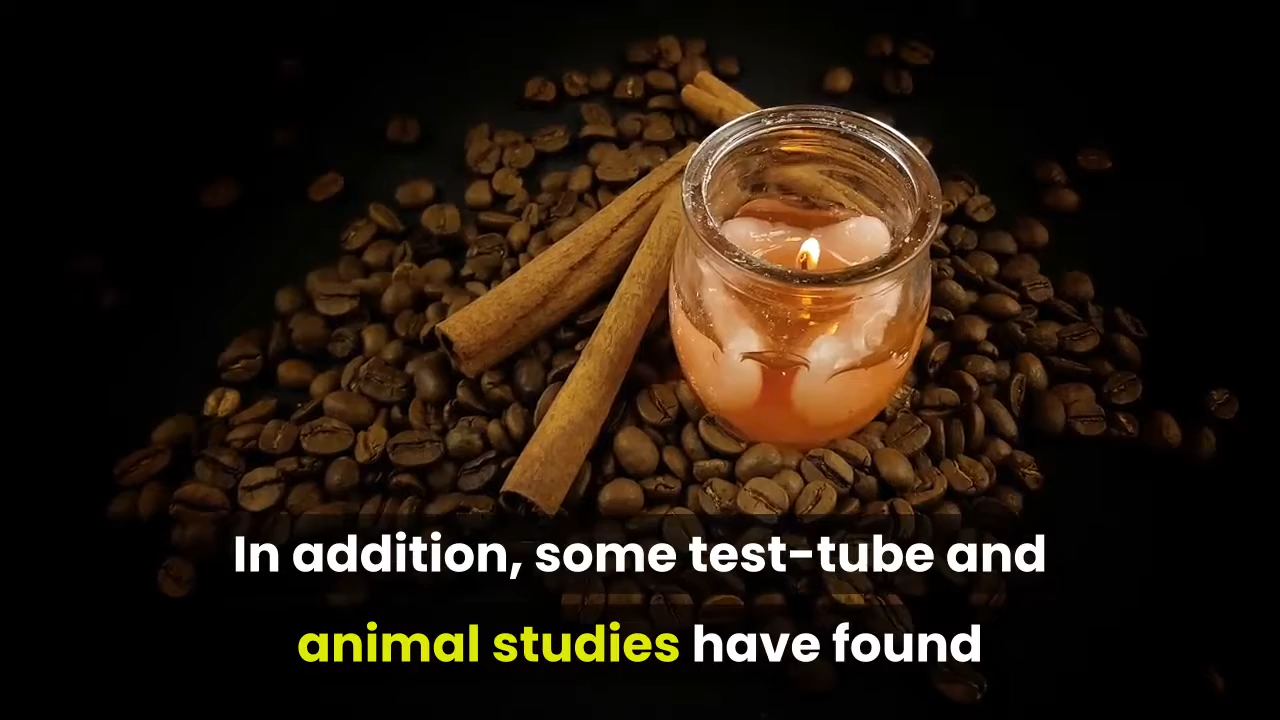 In addition, some test-tube and
animal studies have found